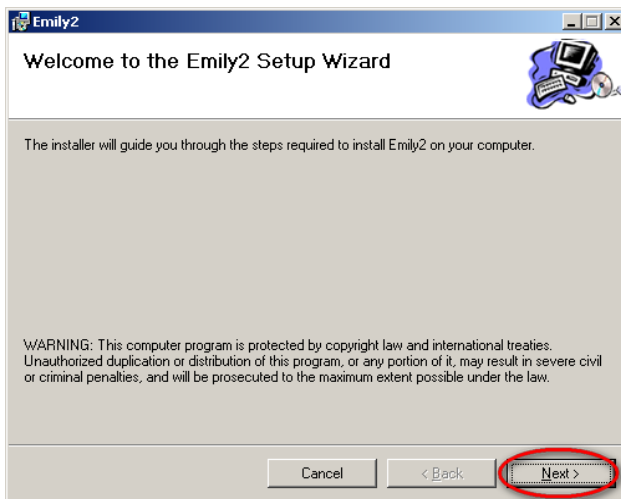 Emily2
Welcome to the Emily2 Setup Wizard
The installer will guide you through the steps required to install Emily2 on your computer.
WARNING: This computer program is protected by copyright law and international treaties.
Unauthorized duplication or distribution of this program, or any portion of it, may result in severe civil
or criminal penalties, and will be prosecuted to the maximum extent possible under the law.
Cancel
< Back
Next >